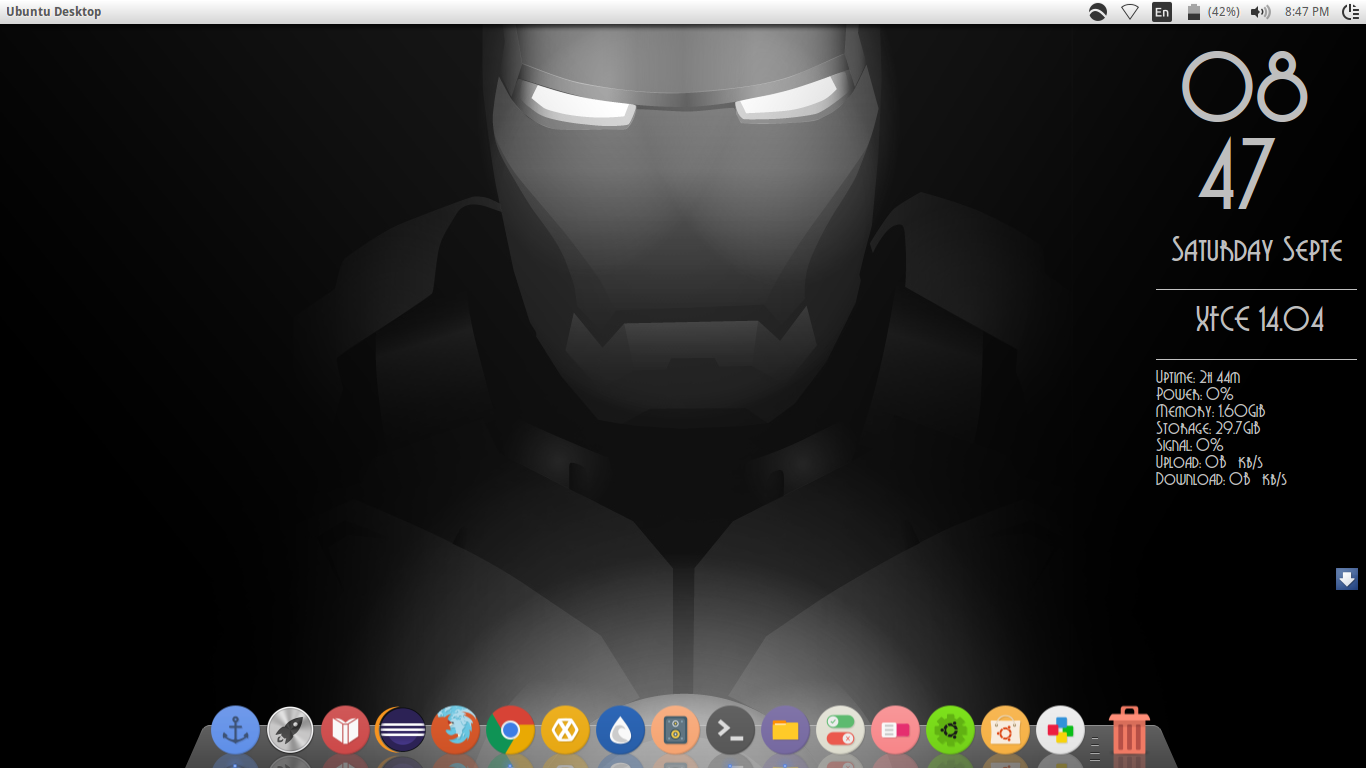 Ubuntu Desktop
En (42%) 8:47 PM
08
47
Saturday Septe
XFCE 14.04
Uptime: 2h 44m
Power: 0%
Memory: 1.60GiB
Storage: 29.7GiB
Signal: 0%
Upload: 0B kb/s
Download: 0B kb/s